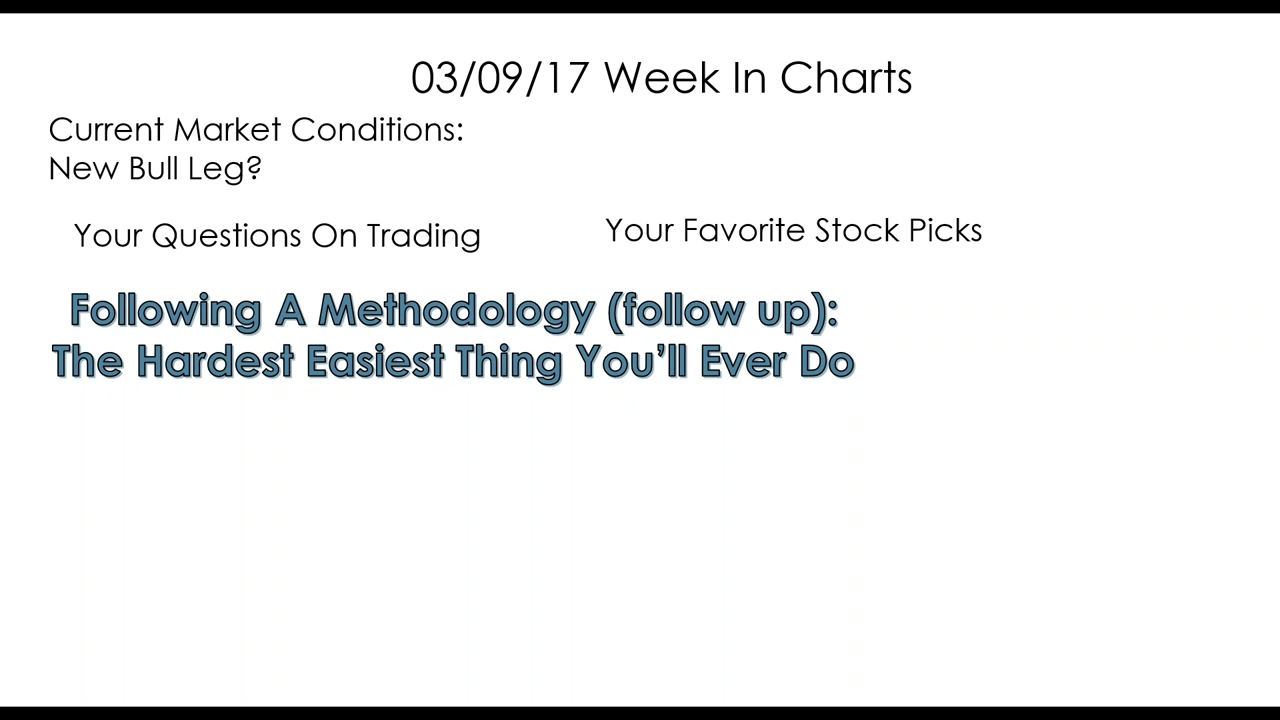 03/09/17 Week In Charts
Current Market Conditions:
New Bull Leg?
Your Questions On Trading
Your Favorite Stock Picks
Following A Methodology (follow up):
The Hardest Easiest Thing You’ll Ever Do